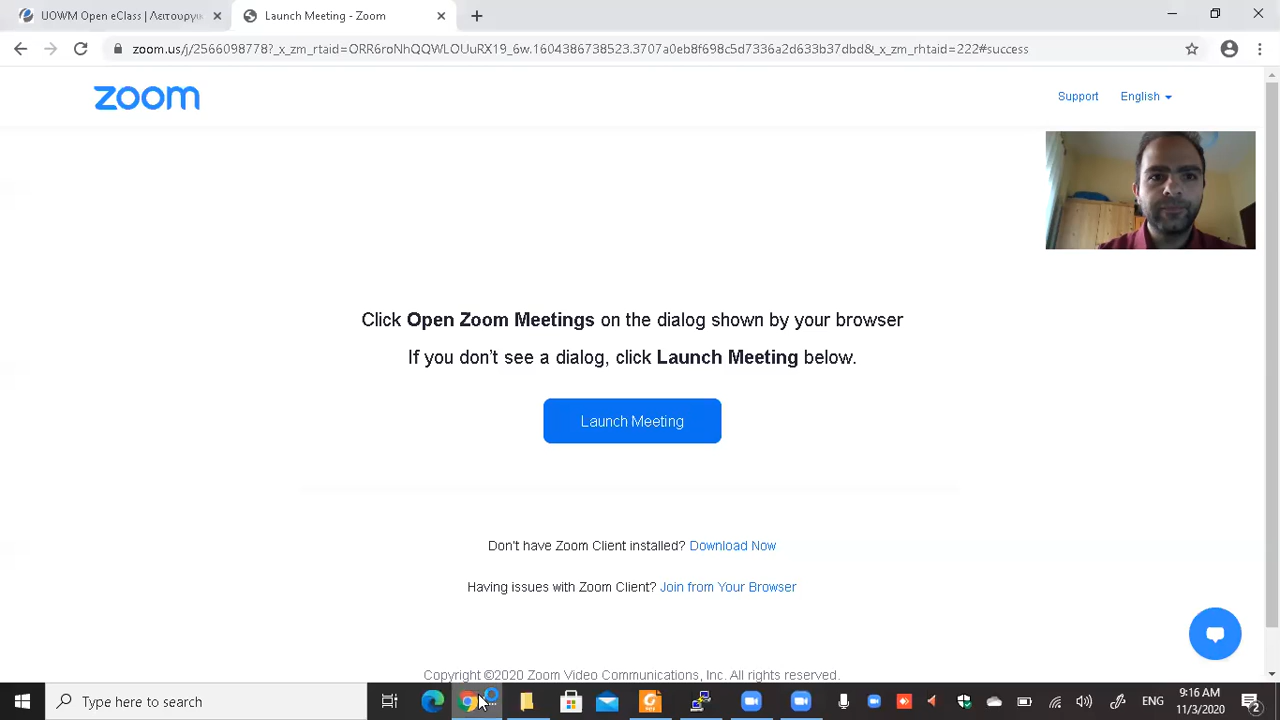 UOWM Open eClass | Λειτουργικ
Launch Meeting - Zoom
zoom.us/j/2566098778?_x_zm_rtaid=ORR6roNhQQWLOUuRX19_6w.1604386738523.3707a0eb8f698c5d7336a2d633b37dbd&_x_zm_rhtaid=222#success
zoom
Support English
Click Open Zoom Meetings on the dialog shown by your browser
If you don't see a dialog, click Launch Meeting below.
Launch Meeting
Don't have Zoom Client installed? Download Now
Having issues with Zoom Client? Join from Your Browser
Copyright ©2020 Zoom Video Communications, Inc. All rights reserved.
Type here to search
ENG
9:16 AM
11/3/2020
2